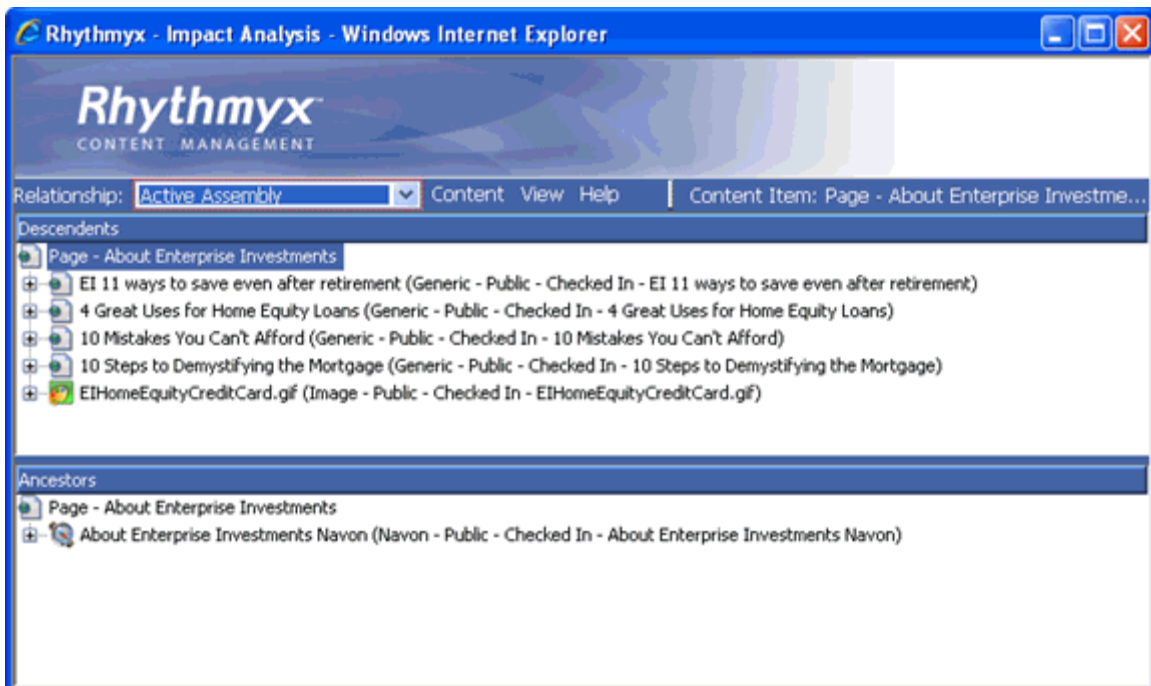 Rhythmyx - Impact Analysis - Windows Internet Explorer
Rhythmyx™
CONTENT MANAGEMENT
Relationship: Active Assembly Content View Help Content Item: Page - About Enterprise Investme...
Descendents
Page - About Enterprise Investments
EI 11 ways to save even after retirement (Generic - Public - Checked In - EI 11 ways to save even after retirement)
4 Great Uses for Home Equity Loans (Generic - Public - Checked In - 4 Great Uses for Home Equity Loans)
10 Mistakes You Can't Afford (Generic - Public - Checked In - 10 Mistakes You Can't Afford)
10 Steps to Demystifying the Mortgage (Generic - Public - Checked In - 10 Steps to Demystifying the Mortgage)
EIHomeEquityCreditCard.gif (Image - Public - Checked In - EIHomeEquityCreditCard.gif)
Ancestors
Page - About Enterprise Investments
About Enterprise Investments Navon (Navon - Public - Checked In - About Enterprise Investments Navon)